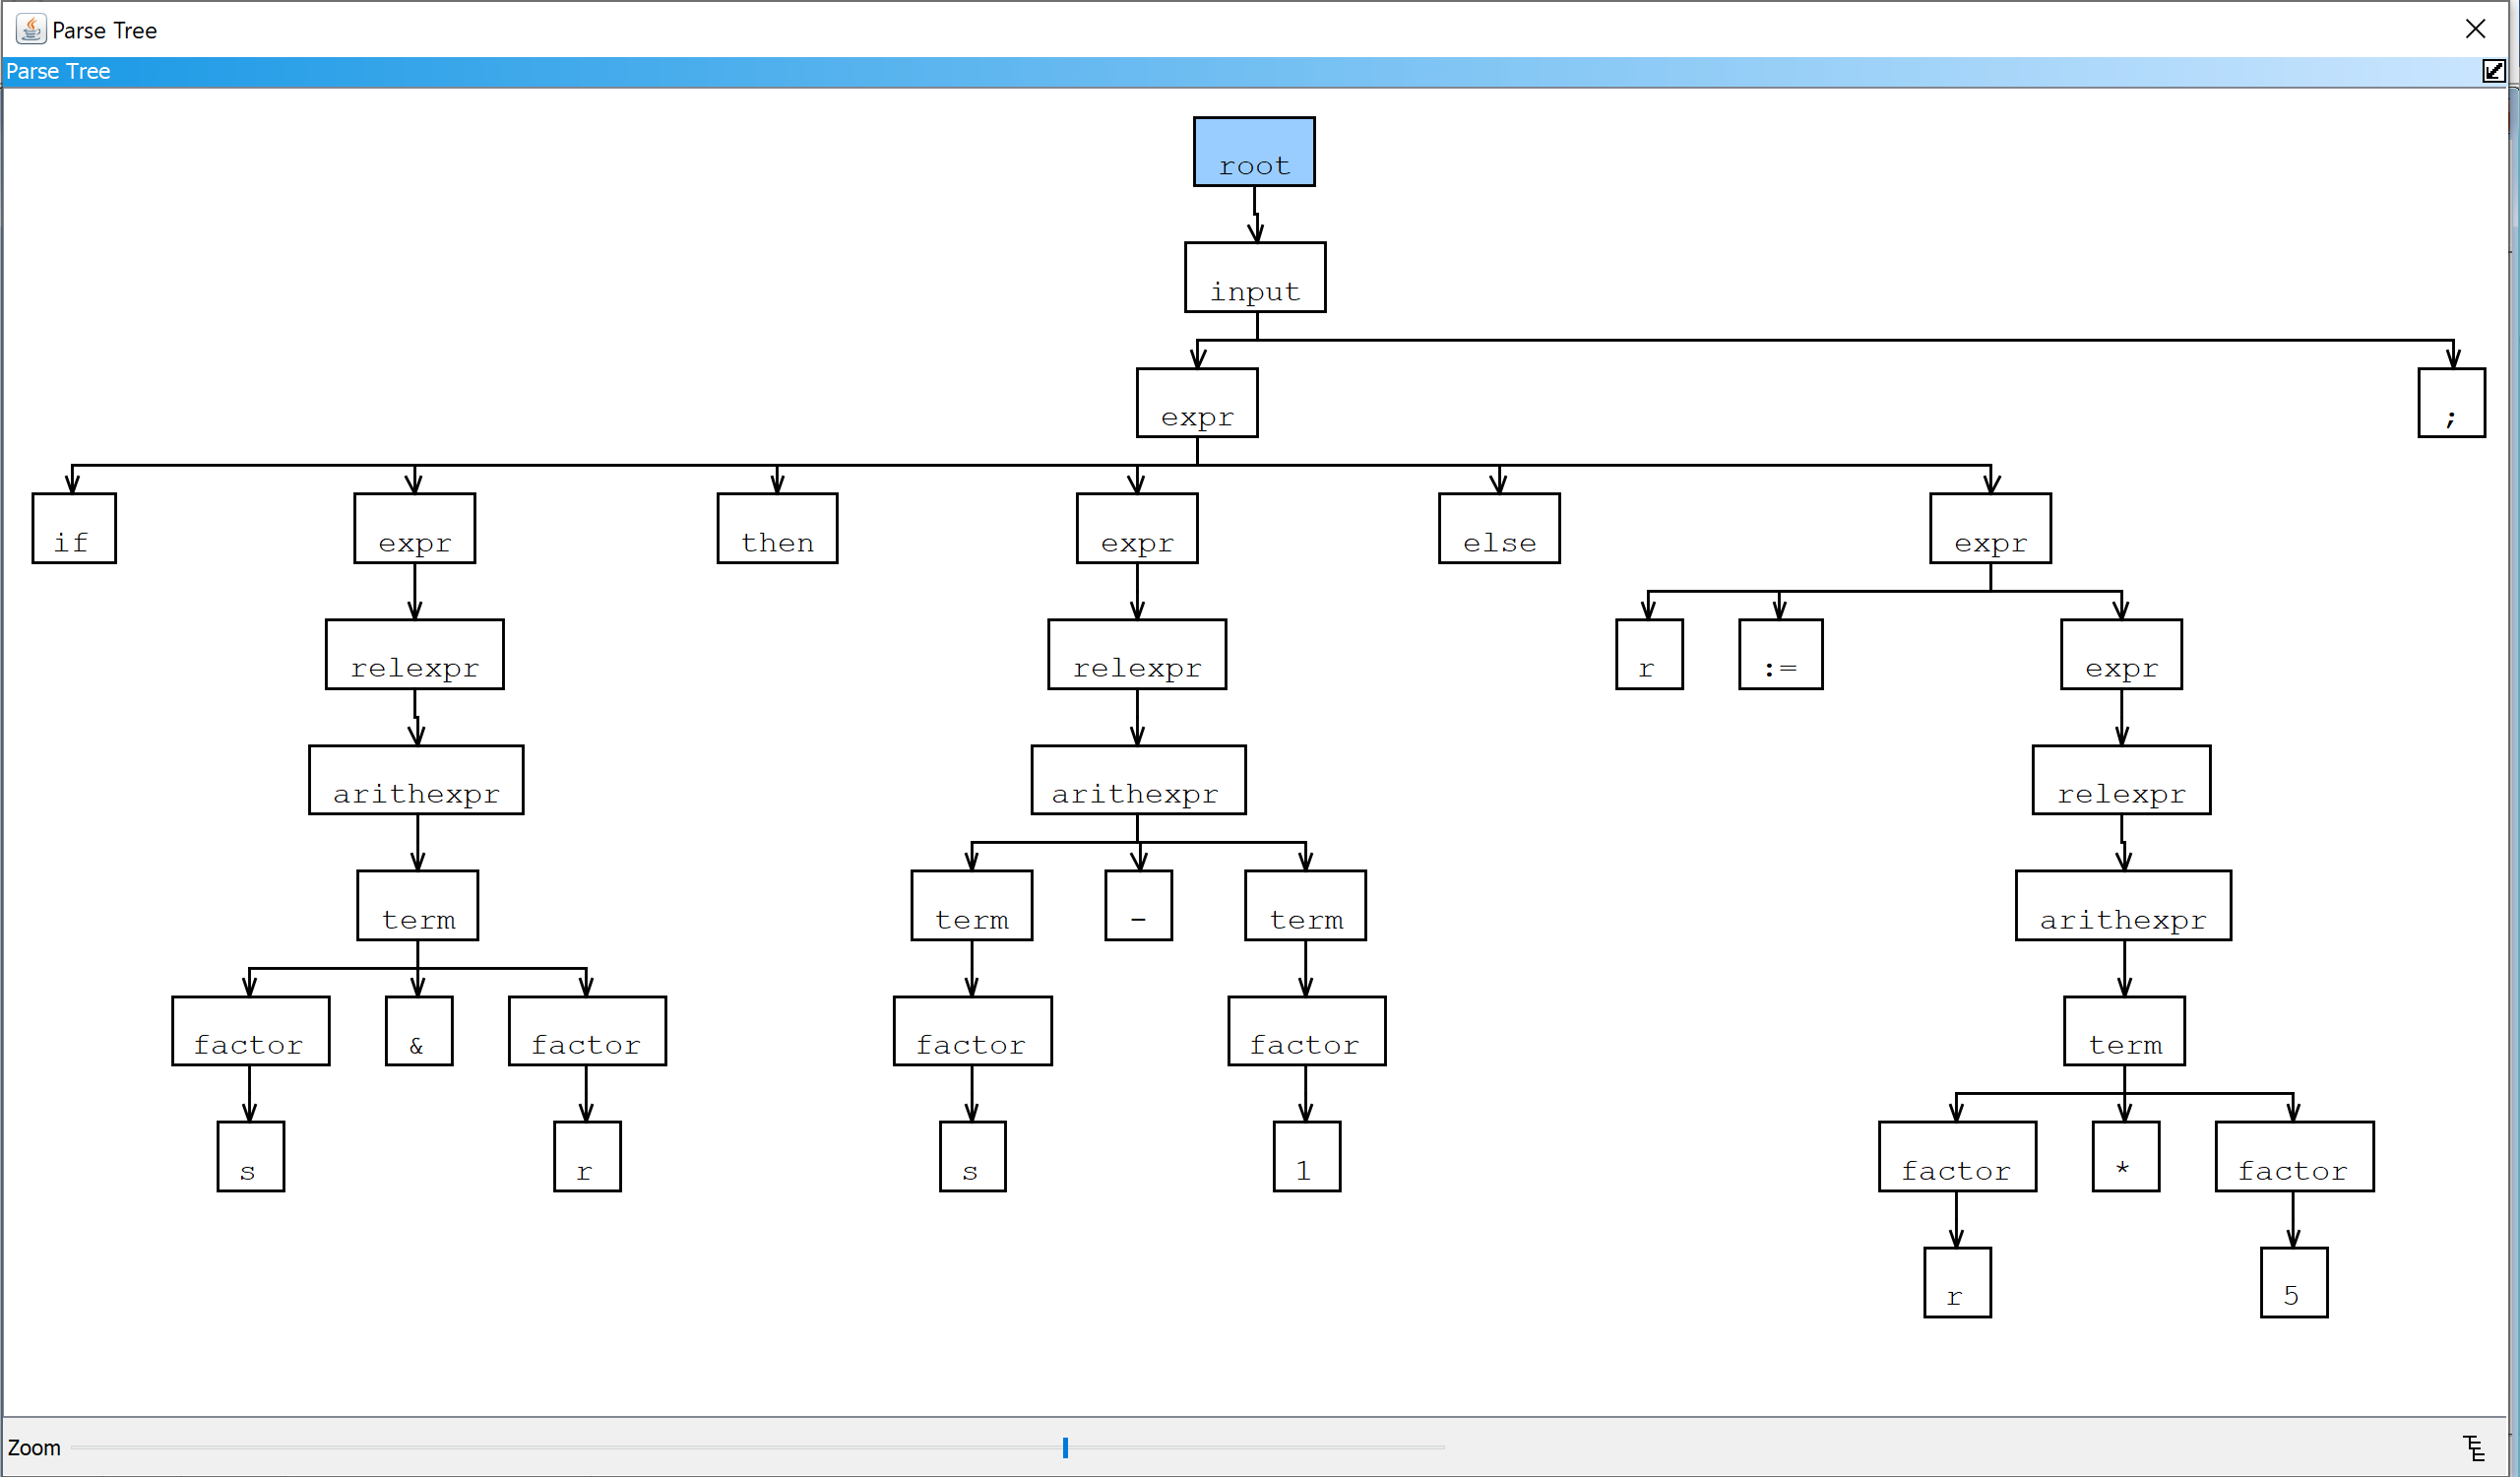 Parse Tree
Parse Tree
root
input
expr ;
if expr then expr else expr
relexpr relexpr r := expr
arithexpr arithexpr relexpr
term term - term arithexpr
factor & factor factor factor term
s r s 1 factor * factor
r 5
Zoom